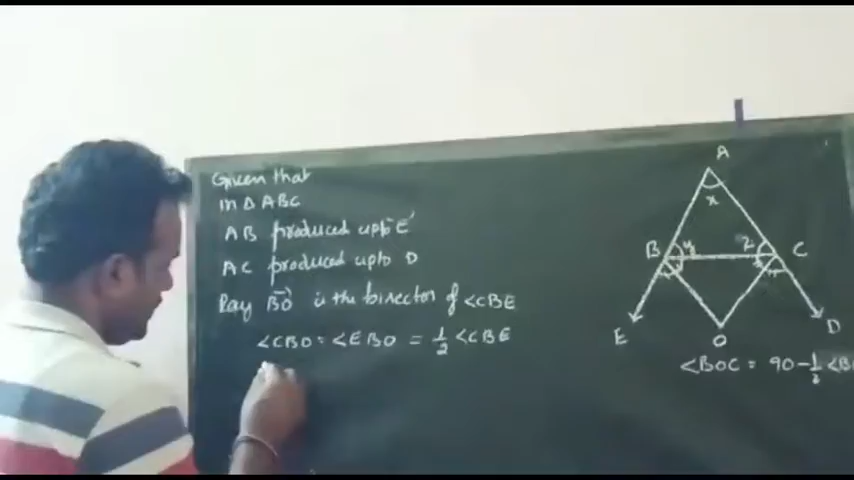 Given that
In Δ ABC
AB produced upto E
AC produced upto D
Ray BO is the bisector of ∠CBE
∠CBO = ∠EBO = 1/2 ∠CBE
A
x
B y z C
E O D
∠BOC = 90 - 1/2 ∠B